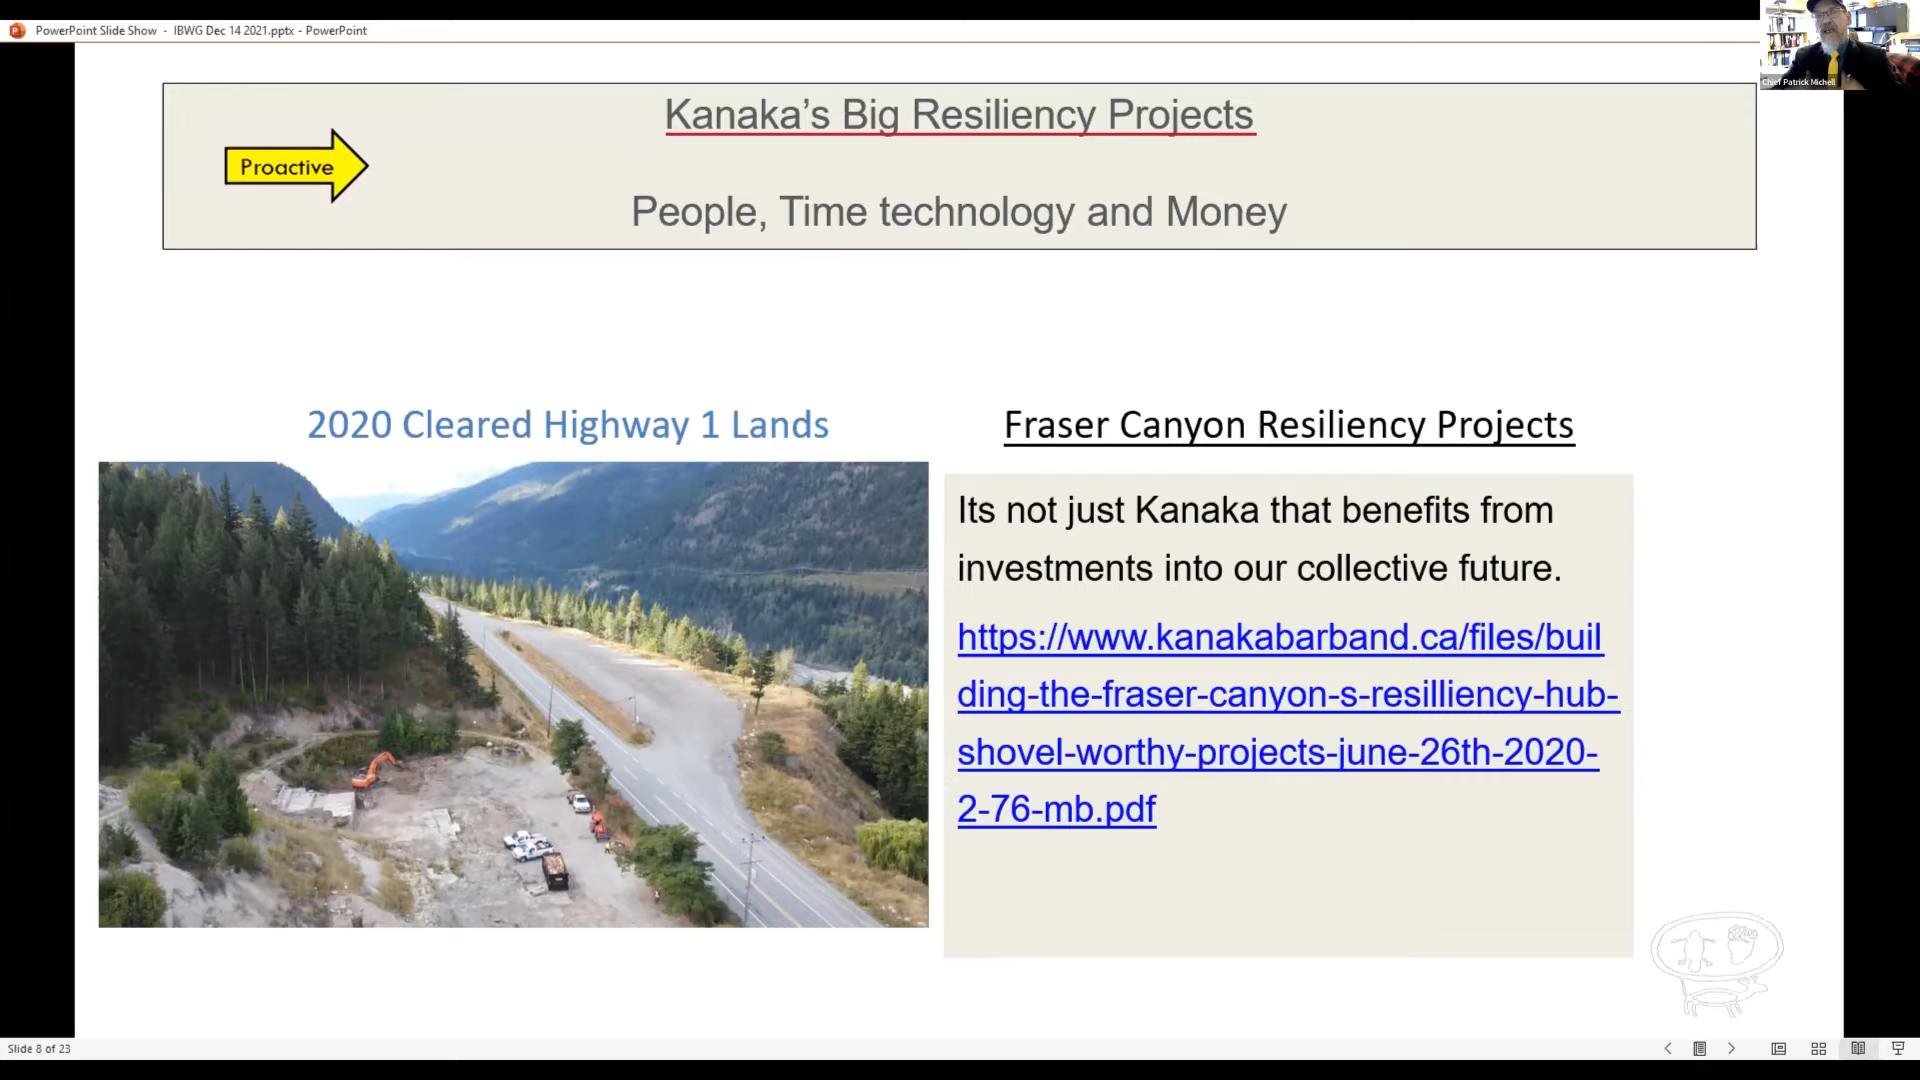 PowerPoint Slide Show - IBWG Dec 14 2021.pptx - PowerPoint
Chief Patrick Michell
Kanaka's Big Resiliency Projects
Proactive
People, Time technology and Money
2020 Cleared Highway 1 Lands
Fraser Canyon Resiliency Projects
Its not just Kanaka that benefits from
investments into our collective future.
https://www.kanakabarband.ca/files/buil
ding-the-fraser-canyon-s-resilliency-hub-
shovel-worthy-projects-june-26th-2020-
2-76-mb.pdf
Slide 8 of 23